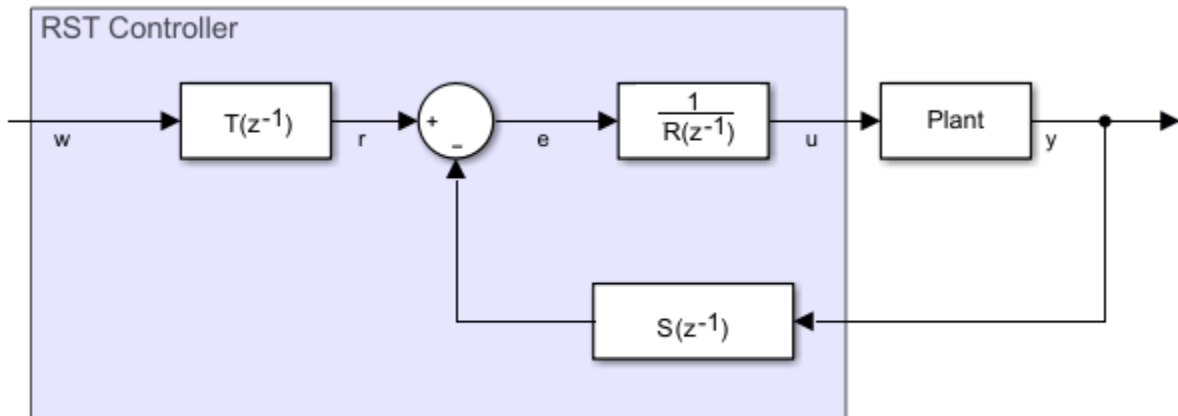 RST Controller
w
T(z⁻¹)
r
+
−
e
1
R(z⁻¹)
u
Plant
y
S(z⁻¹)